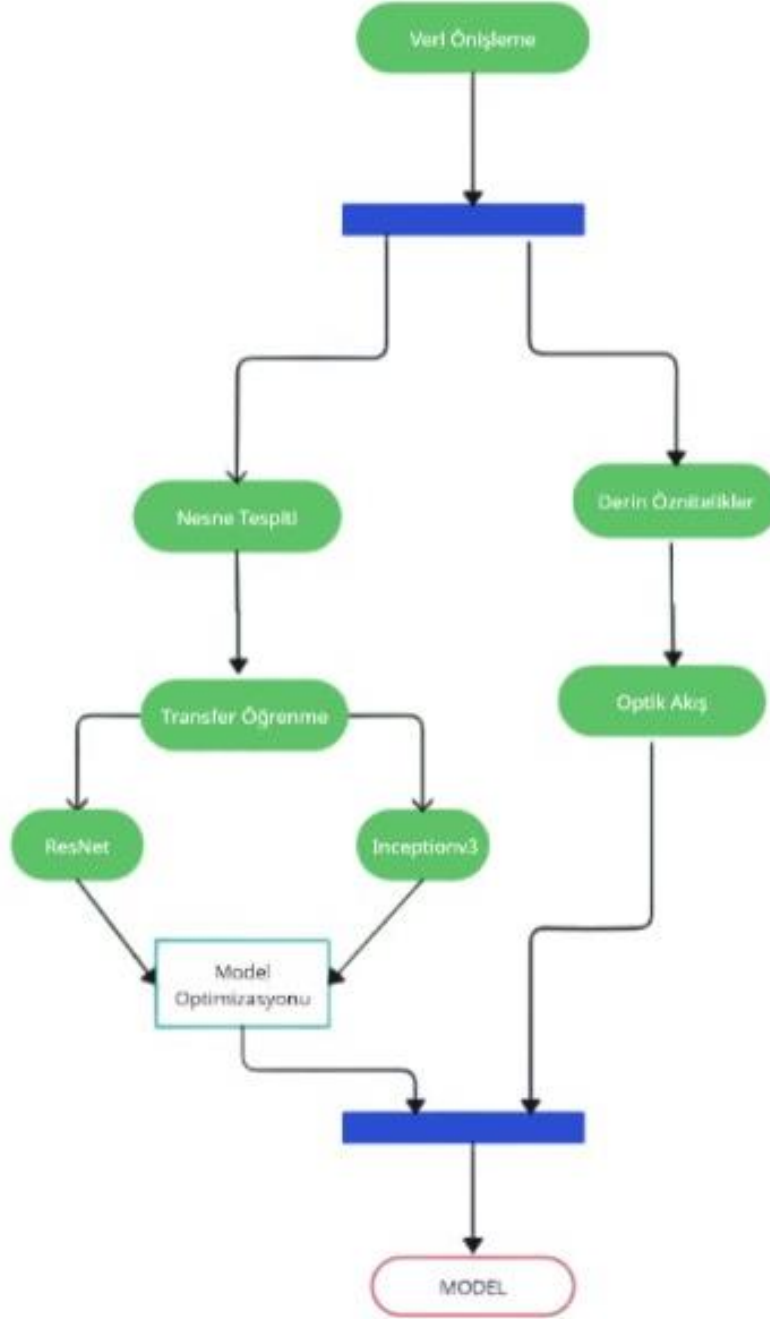 Veri Önişleme
Nesne Tespiti
Derin Öznitelikler
Transfer Öğrenme
Optik Akış
ResNet
Inceptionv3
Model
Optimizasyonu
MODEL